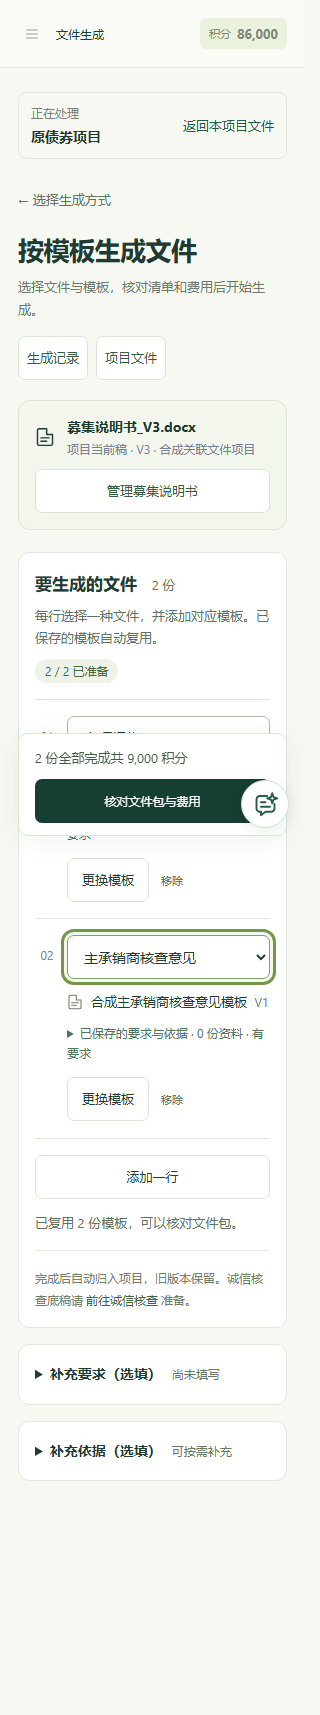 文件生成
积分 86,000
正在处理
原债券项目
返回本项目文件
← 选择生成方式
按模板生成文件
选择文件与模板，核对清单和费用后开始生
成。
生成记录
项目文件
募集说明书_V3.docx
项目当前稿 · V3 · 合成关联文件项目
管理募集说明书
要生成的文件 2 份
每行选择一种文件，并添加对应模板。已
保存的模板自动复用。
2 / 2 已准备
2 份全部完成共 9,000 积分
核对文件包与费用
要求
更换模板
移除
02
主承销商核查意见
合成主承销商核查意见模板 V1
▶ 已保存的要求与依据 · 0 份资料 · 有
要求
更换模板
移除
添加一行
已复用 2 份模板，可以核对文件包。
完成后自动归入项目，旧版本保留。诚信核
查底稿请 前往诚信核查 准备。
▶ 补充要求（选填） 尚未填写
▶ 补充依据（选填） 可按需补充